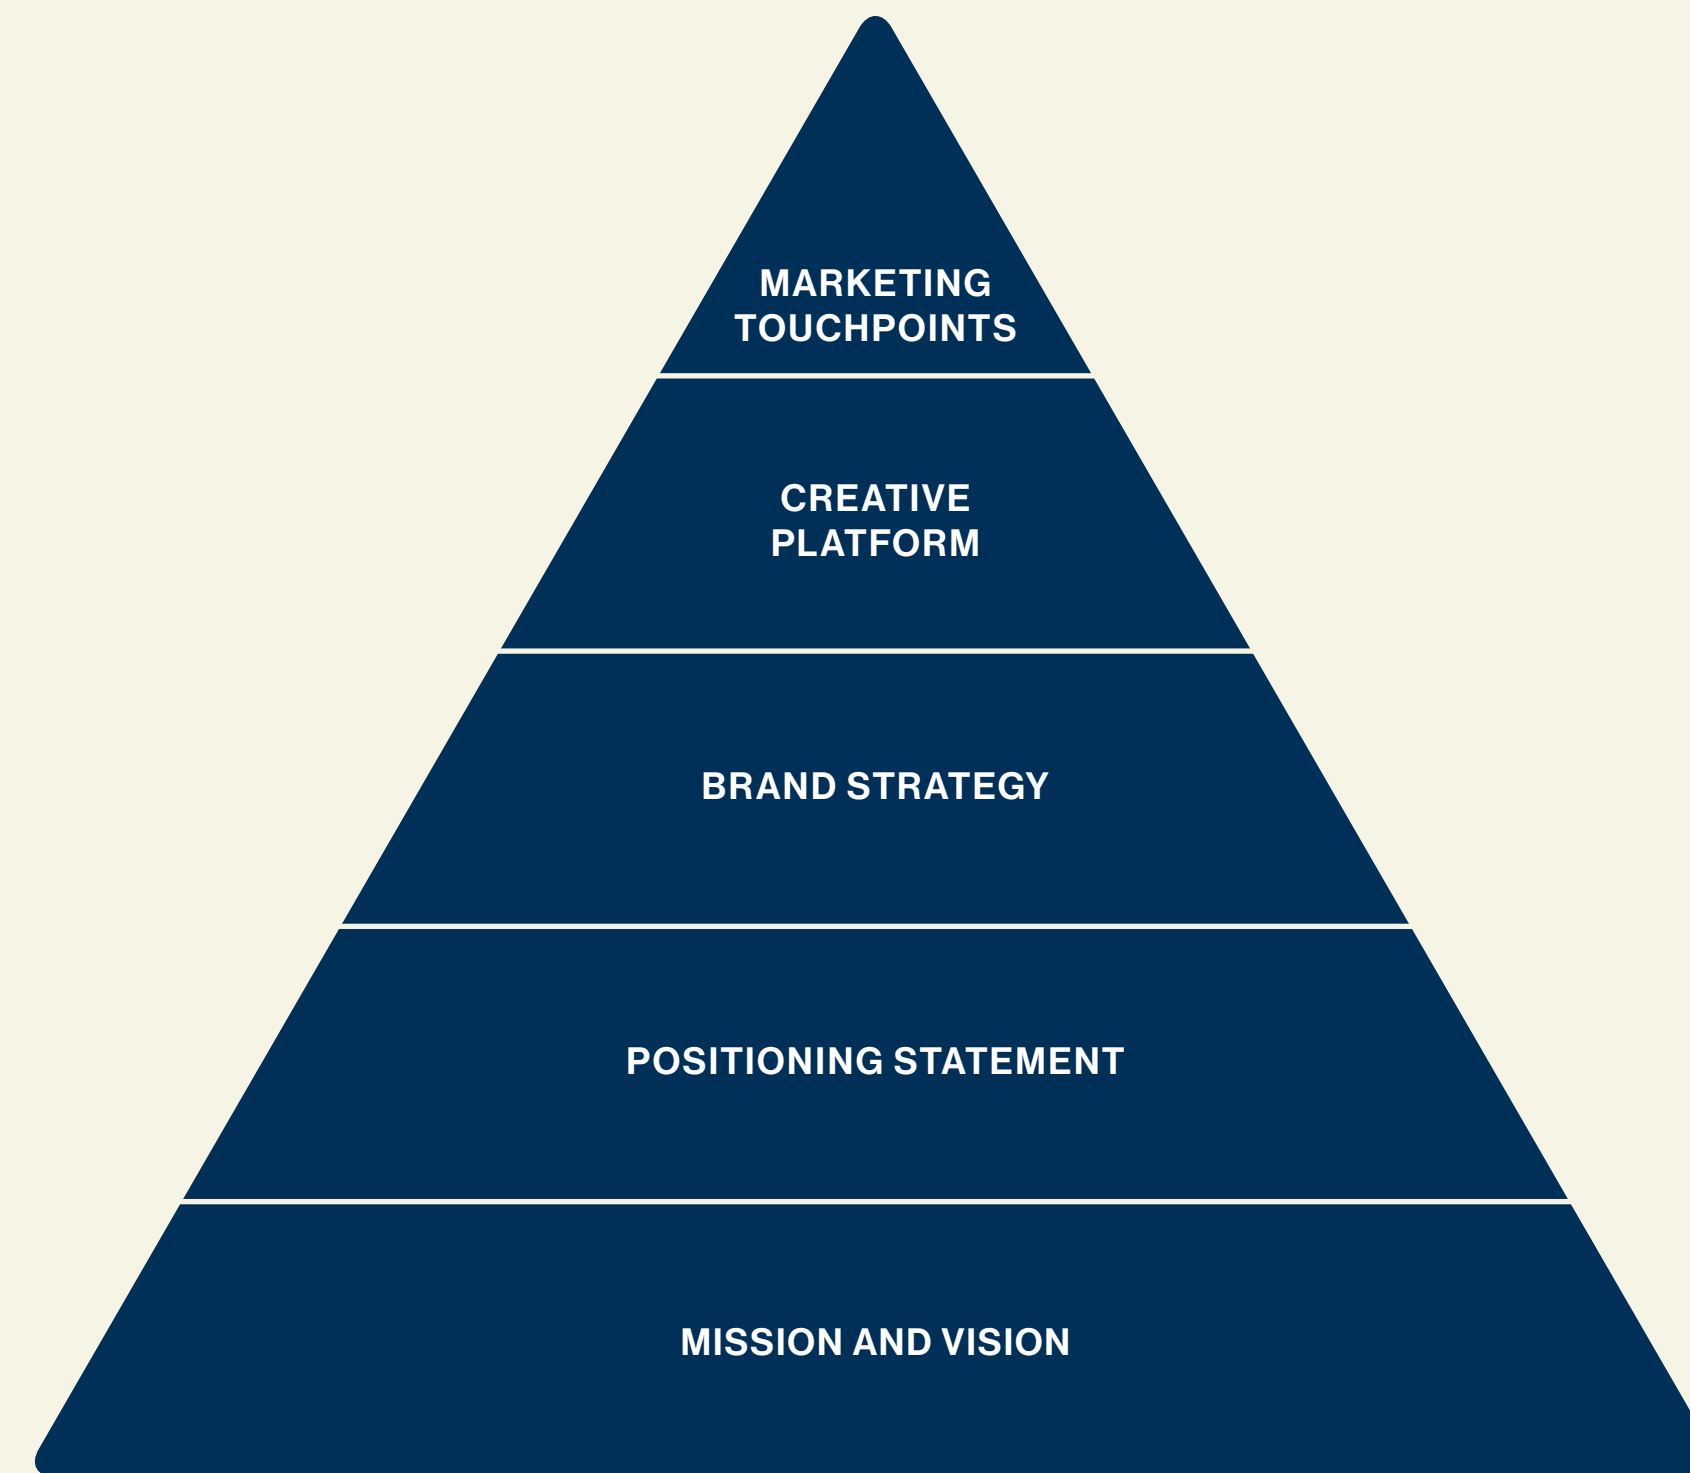 MARKETING
TOUCHPOINTS
CREATIVE
PLATFORM
BRAND STRATEGY
POSITIONING STATEMENT
MISSION AND VISION